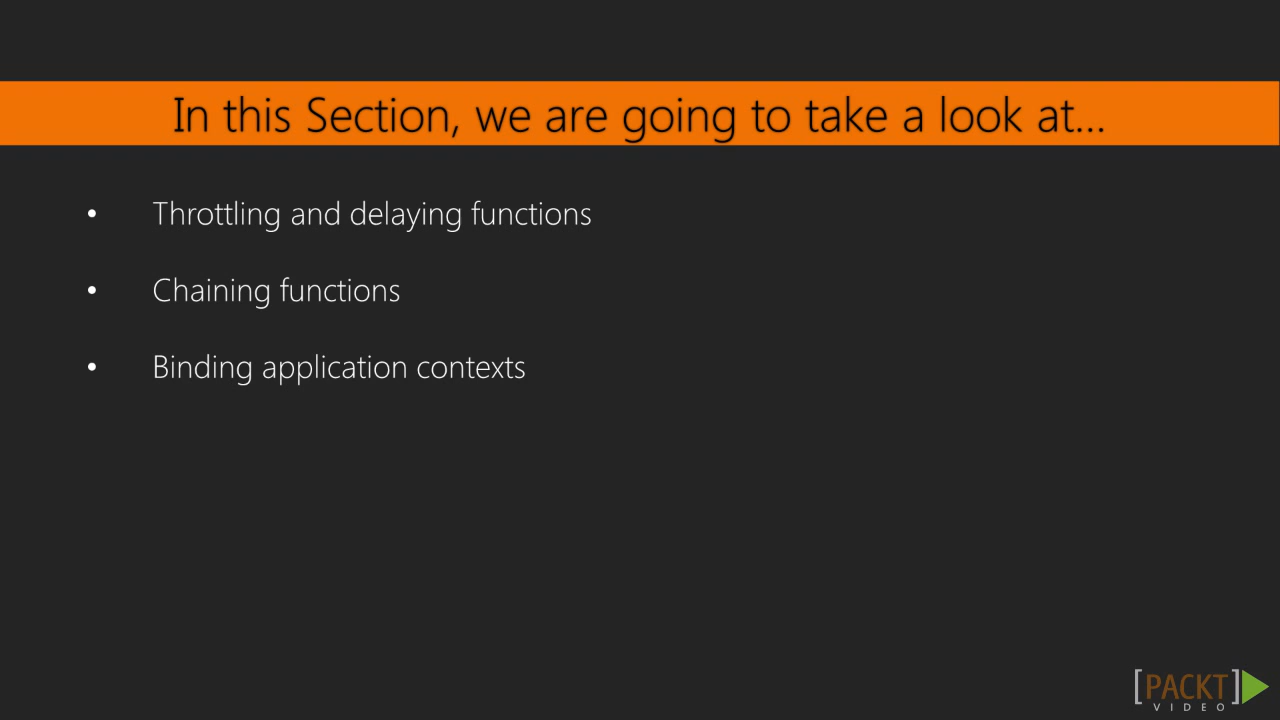 In this Section, we are going to take a look at...
• Throttling and delaying functions
• Chaining functions
• Binding application contexts
[PACKT]
VIDEO